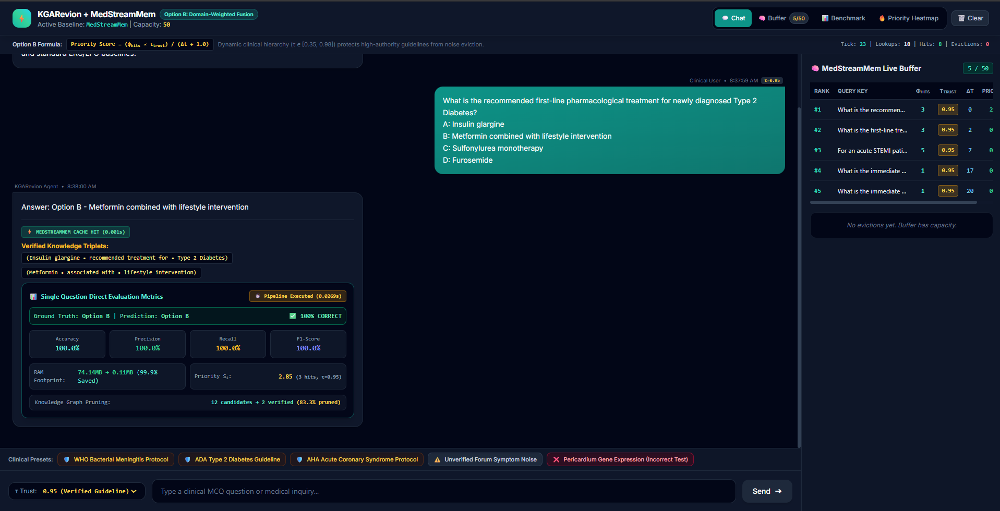 KGARevion + MedStreamMem Option B: Domain-Weighted Fusion
Active Baseline: MedStreamMem | Capacity: 50
Chat Buffer 5/50 Benchmark Priority Heatmap Clear
Option B Formula: Priority Score = (ϕhits × τtrust) / (Δt + 1.0) Dynamic clinical hierarchy (τ ∈ [0.35, 0.98]) protects high-authority guidelines from noise eviction.
Tick: 23 | Lookups: 18 | Hits: 8 | Evictions: 0
and standard ERC/EFC baselines.
Clinical User • 8:37:59 AM τ=0.95
What is the recommended first-line pharmacological treatment for newly diagnosed Type 2
Diabetes?
A: Insulin glargine
B: Metformin combined with lifestyle intervention
C: Sulfonylurea monotherapy
D: Furosemide
KGARevion Agent • 8:38:00 AM
Answer: Option B - Metformin combined with lifestyle intervention
MEDSTREAMMEM CACHE HIT (0.001s)
Verified Knowledge Triplets:
(Insulin glargine • recommended treatment for • Type 2 Diabetes)
(Metformin • associated with • lifestyle intervention)
Single Question Direct Evaluation Metrics Pipeline Executed (0.0269s)
Ground Truth: Option B | Prediction: Option B 100% CORRECT
Accuracy Precision Recall F1-Score
100.0% 100.0% 100.0% 100.0%
RAM Footprint: 74.14MB → 0.11MB (99.9% Saved)
Priority Si: 2.85 (3 hits, τ=0.95)
Knowledge Graph Pruning: 12 candidates → 2 verified (83.3% pruned)
Clinical Presets: WHO Bacterial Meningitis Protocol ADA Type 2 Diabetes Guideline AHA Acute Coronary Syndrome Protocol Unverified Forum Symptom Noise Pericardium Gene Expression (Incorrect Test)
τ Trust: 0.95 (Verified Guideline) Type a clinical MCQ question or medical inquiry... Send →
MedStreamMem Live Buffer 5 / 50
RANK QUERY KEY ΦHITS TTRUST ΔT PRIC
#1 What is the recommen... 3 0.95 0 2
#2 What is the first-line tre... 3 0.95 2 0
#3 For an acute STEMI pati... 5 0.95 7 0
#4 What is the immediate ... 1 0.95 17 0
#5 What is the immediate ... 1 0.95 20 0
No evictions yet. Buffer has capacity.